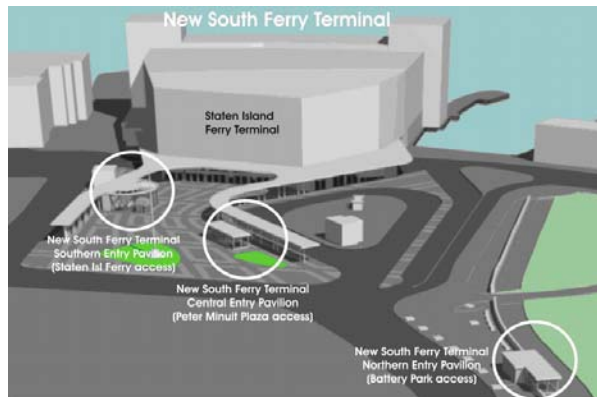 New South Ferry Terminal
Staten Island
Ferry Terminal
New South Ferry Terminal
Southern Entry Pavilion
(Staten Isl Ferry access)
New South Ferry Terminal
Central Entry Pavilion
(Peter Minuit Plaza access)
New South Ferry Terminal
Northern Entry Pavilion
(Battery Park access)